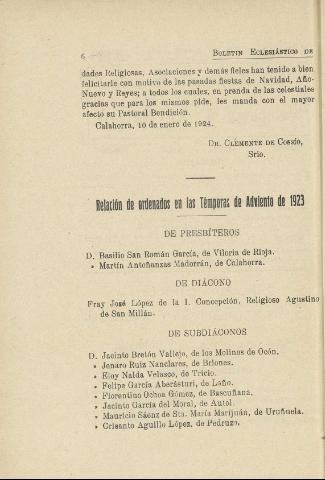 6
BOLETIN ECLESIÁSTICO DE
dades Religiosas, Asociaciones y demás fieles han tenido a bien
felicitarle con motivo de las pasadas fiestas de Navidad, Año-
Nuevo y Reyes; a todos los cuales, en prenda de las celestiales
gracias que para los mismos pide, les manda con el mayor
afecto su Pastoral Bendición.
Calahorra, 10 de enero de 1924.
DR. CLEMENTE DE COSSÍO,
Srio.
Relación de ordenados en las Témporas de Adviento de 1923
DE PRESBÍTEROS
D. Basilio San Román García, de Viloria de Rioja.
» Martín Antoñanzas Madorrán, de Calahorra.
DE DIÁCONO
Fray José López de la I. Concepción, Religioso Agustino
de San Millán.
DE SUBDIÁCONOS
D. Jacinto Bretón Vallejo, de los Molinos de Ocón.
» Jenaro Ruiz Nanclares, de Briones.
» Eloy Nalda Velasco, de Tricio.
» Felipe García Aberásturi, de Laño.
» Florentino Ochoa Gómez, de Bascuñana.
» Jacinto García del Moral, de Autol.
» Mauricio Sáenz de Sta. María Marijuán, de Uruñuela.
» Crisanto Aguillo López, de Pedruzo.